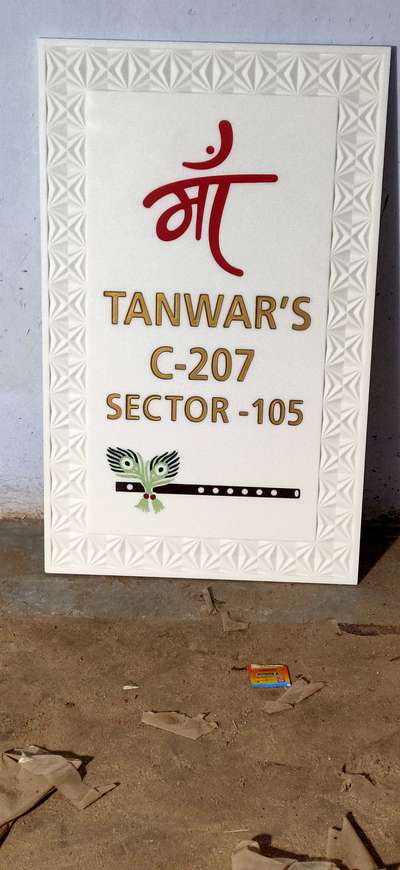 माँ
TANWAR'S
C-207
SECTOR -105